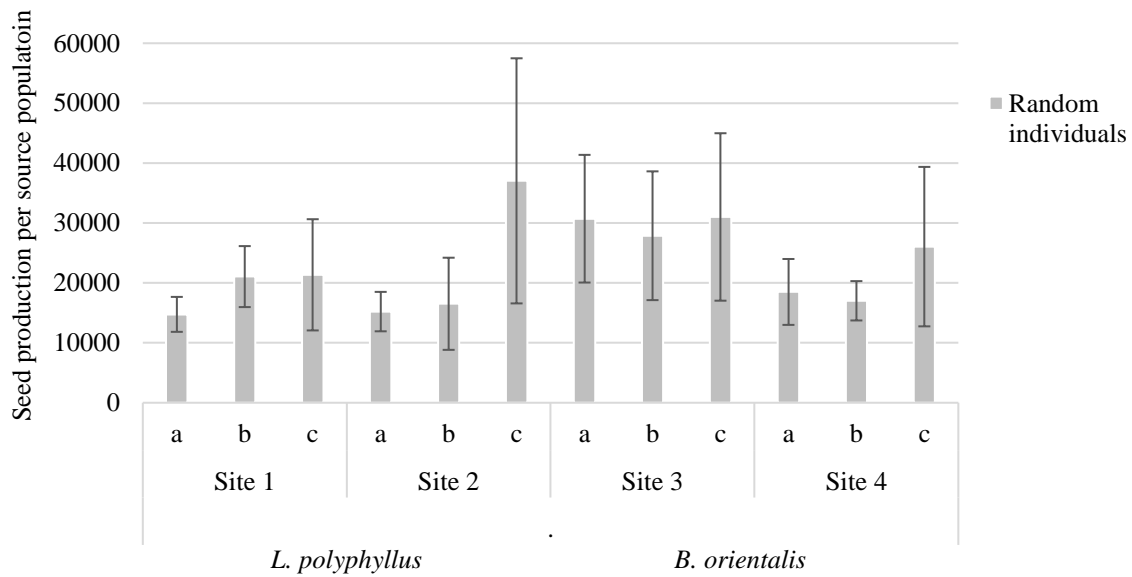 Seed production per source populatoin
60000
50000
40000
30000
20000
10000
0
a b c a b c a b c a b c
Site 1 Site 2 Site 3 Site 4
.
L. polyphyllus B. orientalis
Random
individuals